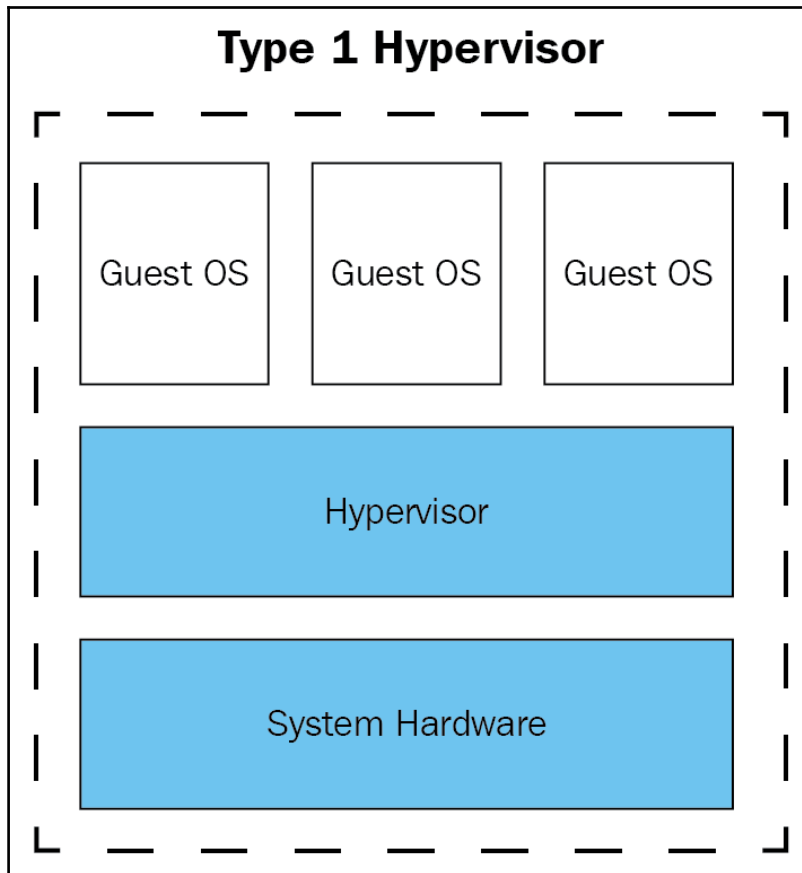 Type 1 Hypervisor
Guest OS
Guest OS
Guest OS
Hypervisor
System Hardware